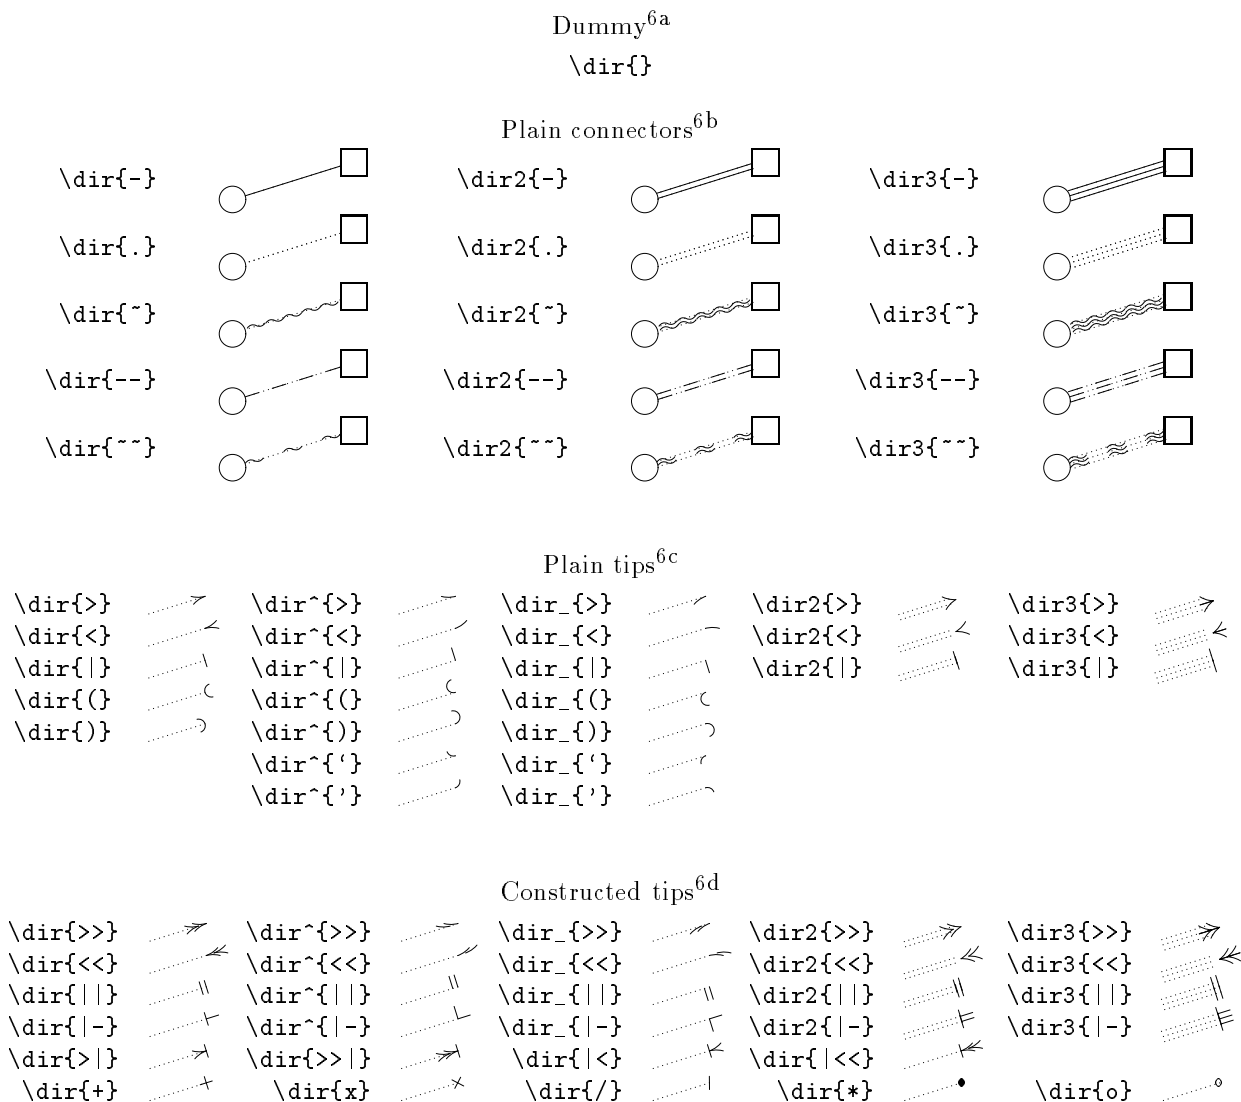 Dummy6a
\dir{}
Plain connectors6b
\dir{-} \dir2{-} \dir3{-}
\dir{.} \dir2{.} \dir3{.}
\dir{~} \dir2{~} \dir3{~}
\dir{--} \dir2{--} \dir3{--}
\dir{~~} \dir2{~~} \dir3{~~}
Plain tips6c
\dir{>} \dir^{>} \dir_{>} \dir2{>} \dir3{>}
\dir{<} \dir^{<} \dir_{<} \dir2{<} \dir3{<}
\dir{|} \dir^{|} \dir_{|} \dir2{|} \dir3{|}
\dir{(} \dir^{(} \dir_{(}
\dir{)} \dir^{)} \dir_{)}
\dir^{‘} \dir_{‘}
\dir^{’} \dir_{’}
Constructed tips6d
\dir{>>} \dir^{>>} \dir_{>>} \dir2{>>} \dir3{>>}
\dir{<<} \dir^{<<} \dir_{<<} \dir2{<<} \dir3{<<}
\dir{||} \dir^{||} \dir_{||} \dir2{||} \dir3{||}
\dir{|-} \dir^{|-} \dir_{|-} \dir2{|-} \dir3{|-}
\dir{>|} \dir{>>|} \dir{|<} \dir{|<<}
\dir{+} \dir{x} \dir{/} \dir{*} \dir{o}